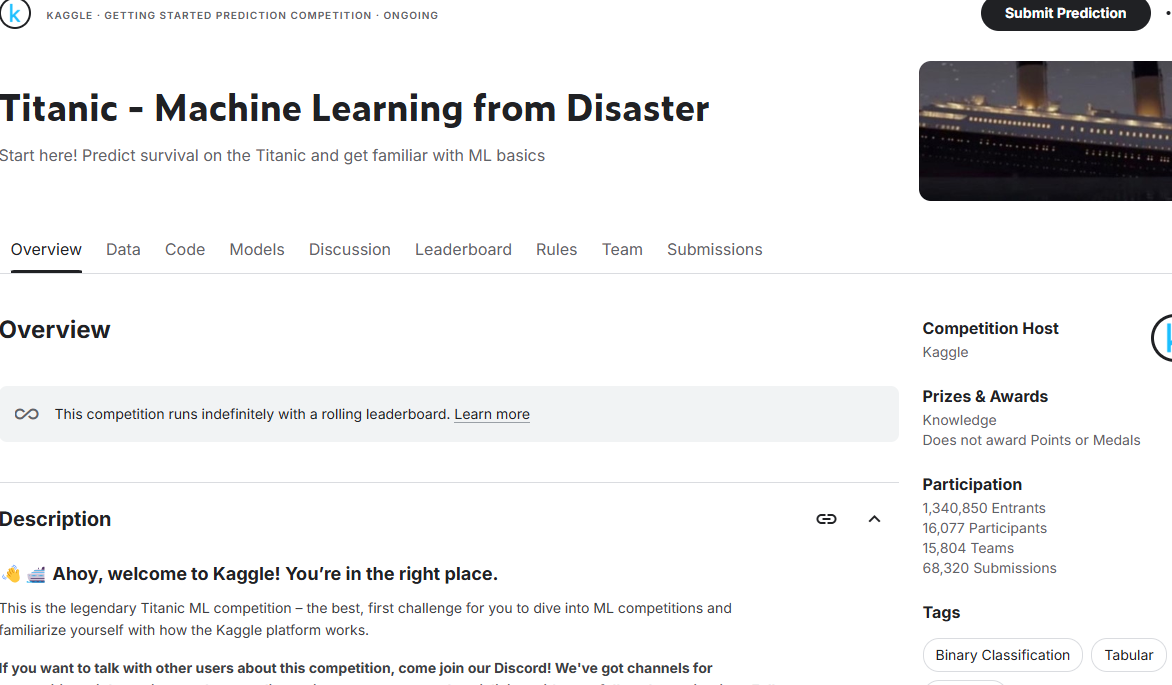 k
KAGGLE · GETTING STARTED PREDICTION COMPETITION · ONGOING
Submit Prediction
Titanic - Machine Learning from Disaster
Start here! Predict survival on the Titanic and get familiar with ML basics
Overview Data Code Models Discussion Leaderboard Rules Team Submissions
Overview
This competition runs indefinitely with a rolling leaderboard. Learn more
Description
👋 🛳️ Ahoy, welcome to Kaggle! You’re in the right place.
This is the legendary Titanic ML competition – the best, first challenge for you to dive into ML competitions and
familiarize yourself with how the Kaggle platform works.
If you want to talk with other users about this competition, come join our Discord! We've got channels for
Competition Host
Kaggle
Prizes & Awards
Knowledge
Does not award Points or Medals
Participation
1,340,850 Entrants
16,077 Participants
15,804 Teams
68,320 Submissions
Tags
Binary Classification
Tabular